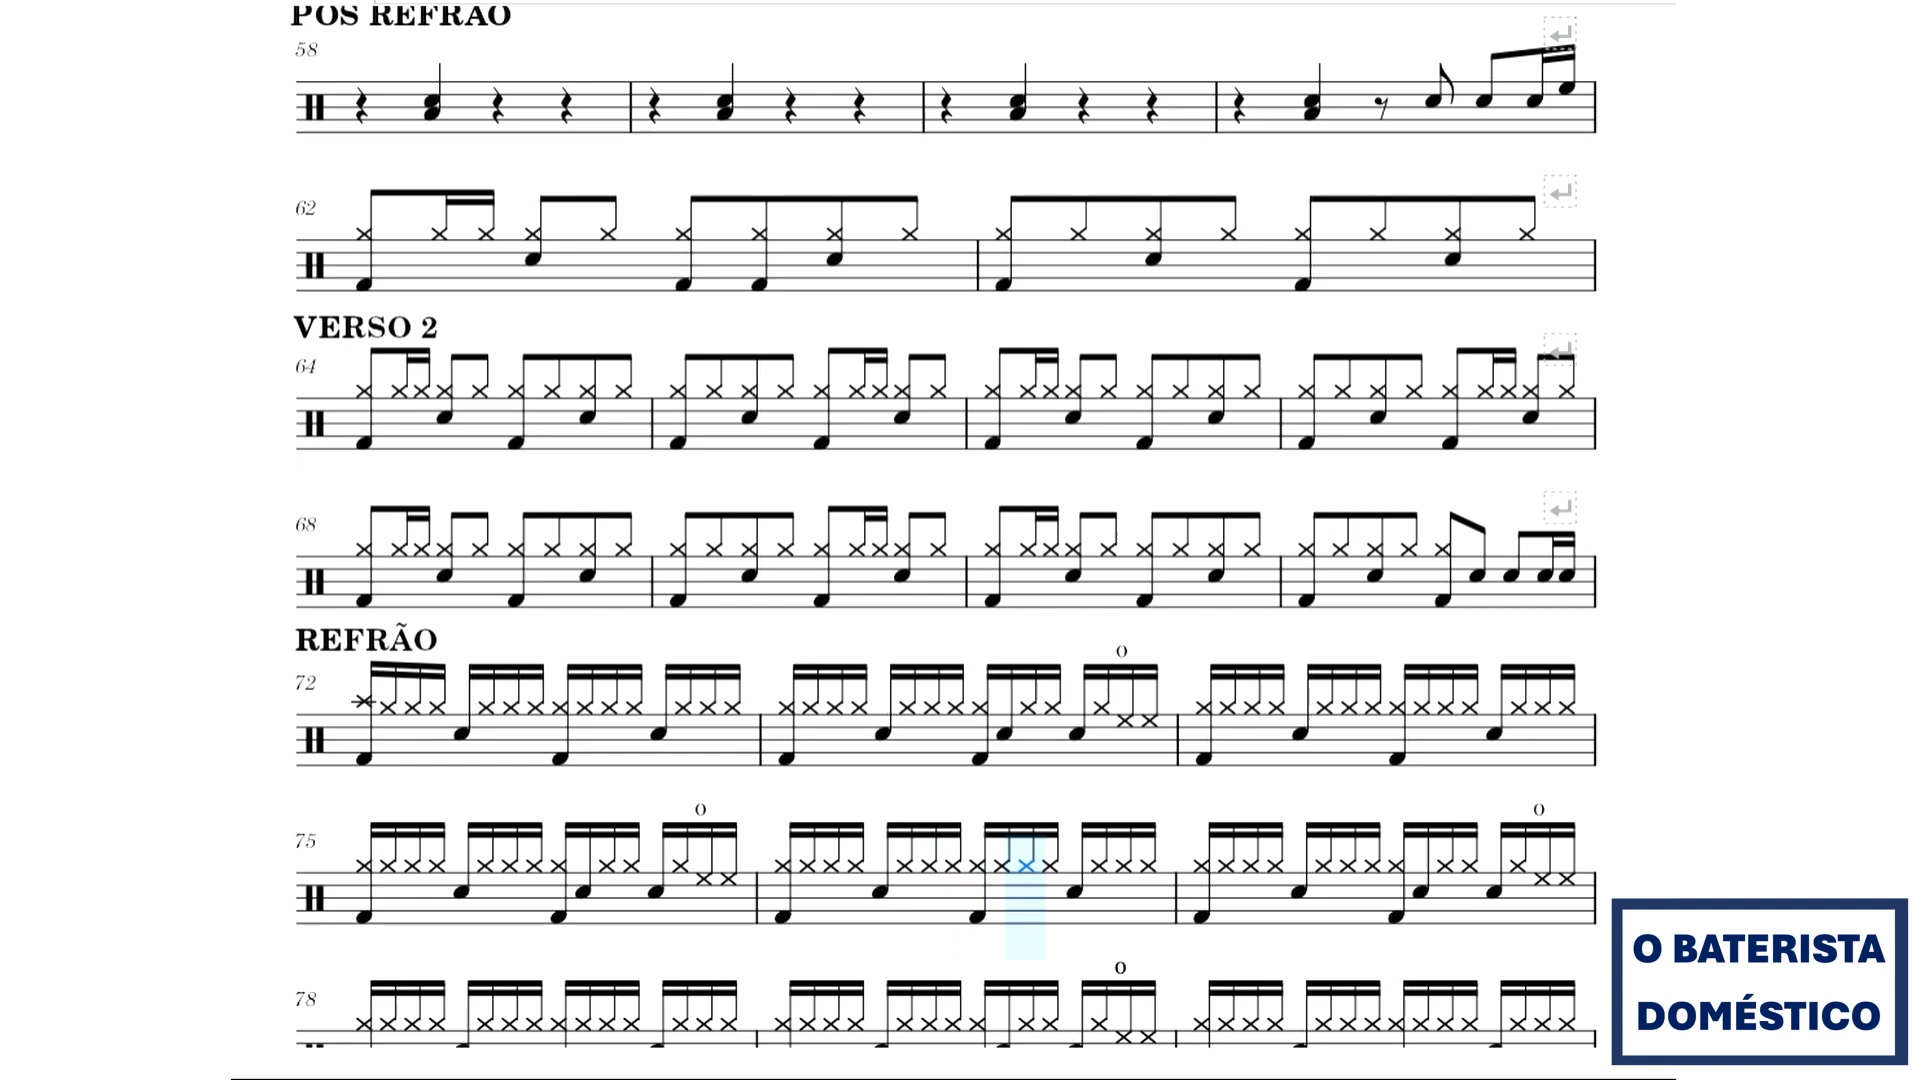 PÓS REFRÃO
58
62
VERSO 2
64
68
REFRÃO
o
72
o
o
75
o
78
O BATERISTA
DOMÉSTICO